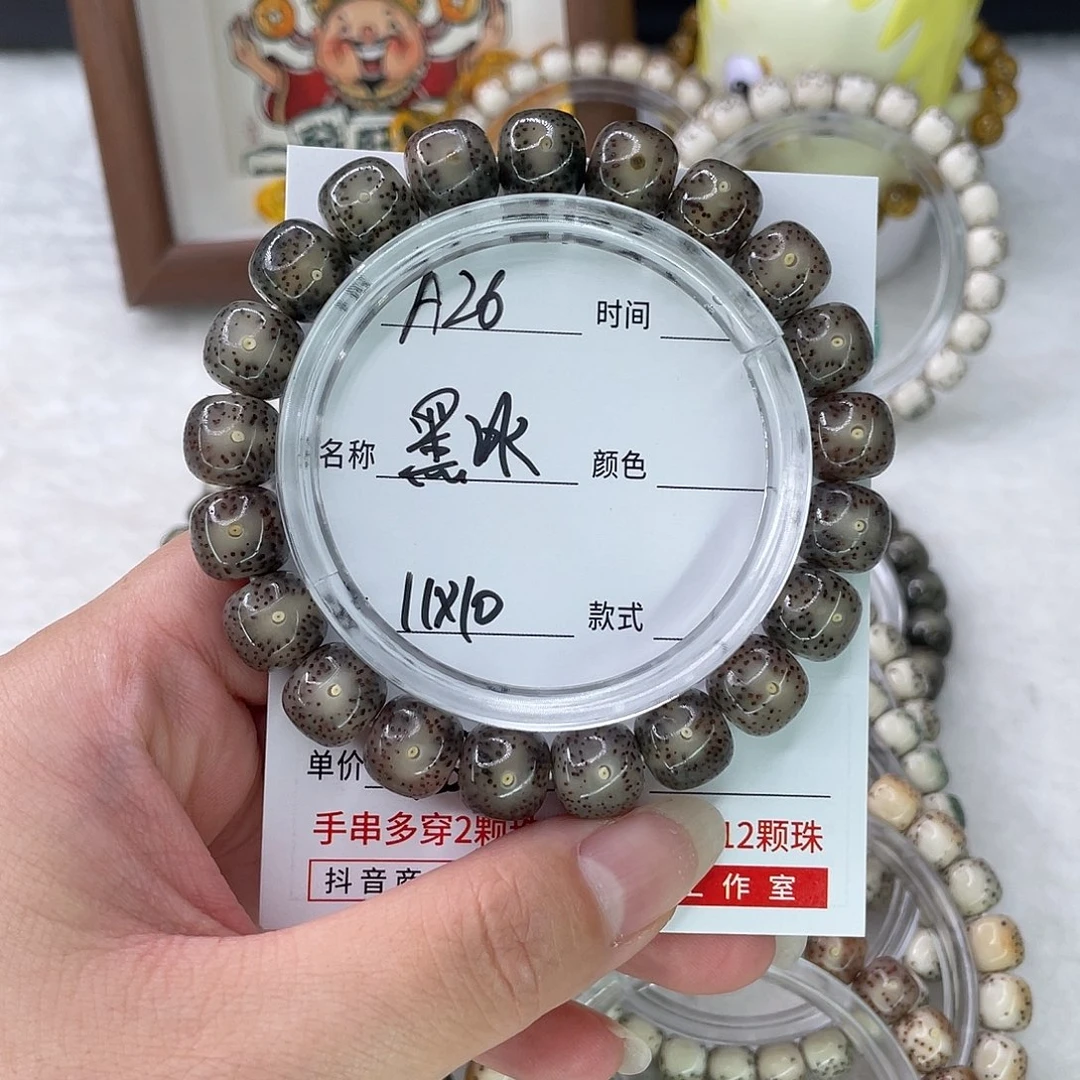 A26 时间
名称 黑冰 颜色
11X10 款式
单价
手串多穿2颗 12颗珠
抖音商 工作室